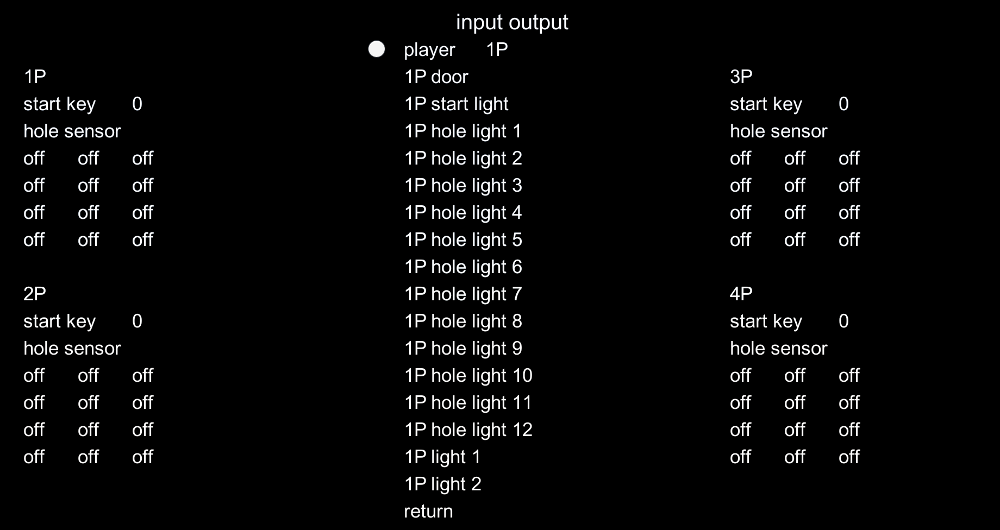 input output
player 1P
1P door
1P start light
1P hole light 1
1P hole light 2
1P hole light 3
1P hole light 4
1P hole light 5
1P hole light 6
1P hole light 7
1P hole light 8
1P hole light 9
1P hole light 10
1P hole light 11
1P hole light 12
1P light 1
1P light 2
return
1P
start key 0
hole sensor
off off off
off off off
off off off
off off off
2P
start key 0
hole sensor
off off off
off off off
off off off
off off off
3P
start key 0
hole sensor
off off off
off off off
off off off
off off off
4P
start key 0
hole sensor
off off off
off off off
off off off
off off off